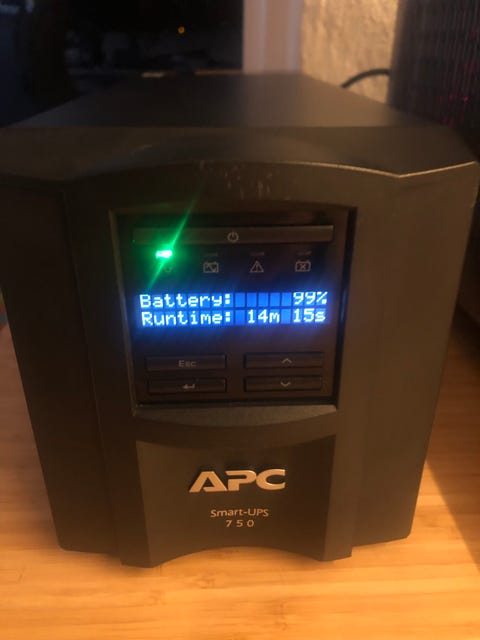 Battery: 99%
Runtime: 14m 15s
Esc
APC
Smart-UPS
750